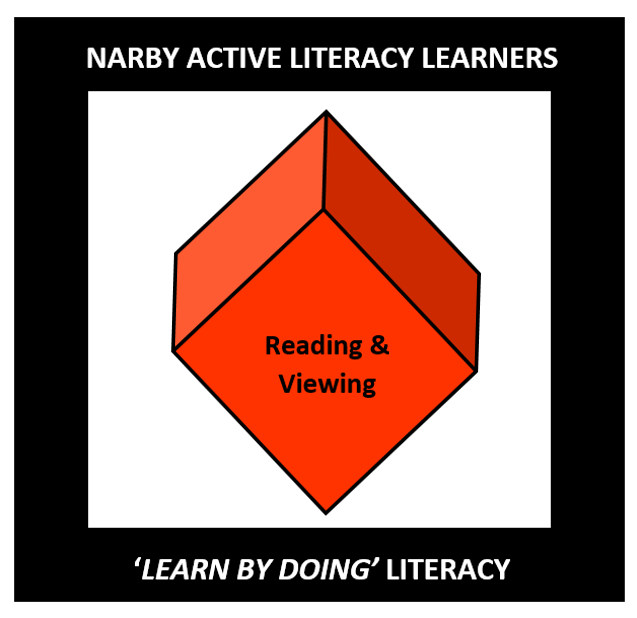 NARBY ACTIVE LITERACY LEARNERS
Reading &
Viewing
‘LEARN BY DOING’ LITERACY